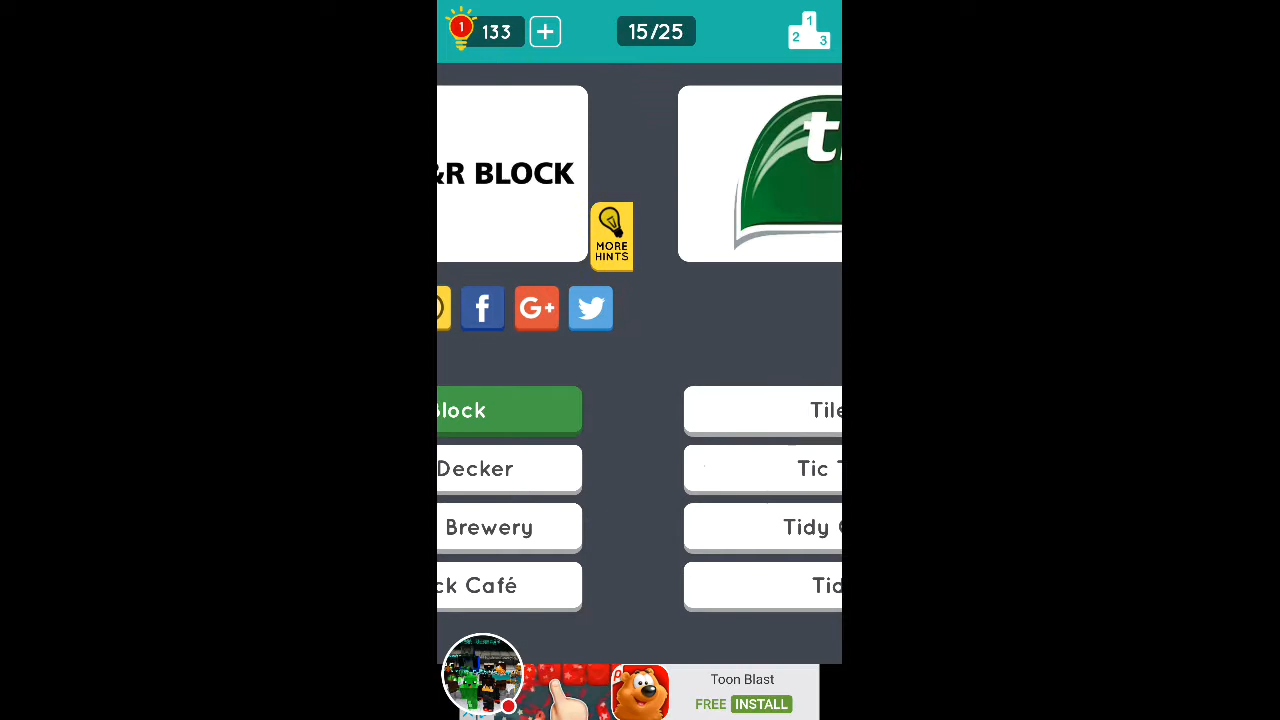 1 133 + 15/25 1 2 3
&R BLOCK
MORE
HINTS
f G+
Block
Decker
Brewery
ck Café
Tile
Tic
Tidy
Tid
Toon Blast
FREE INSTALL